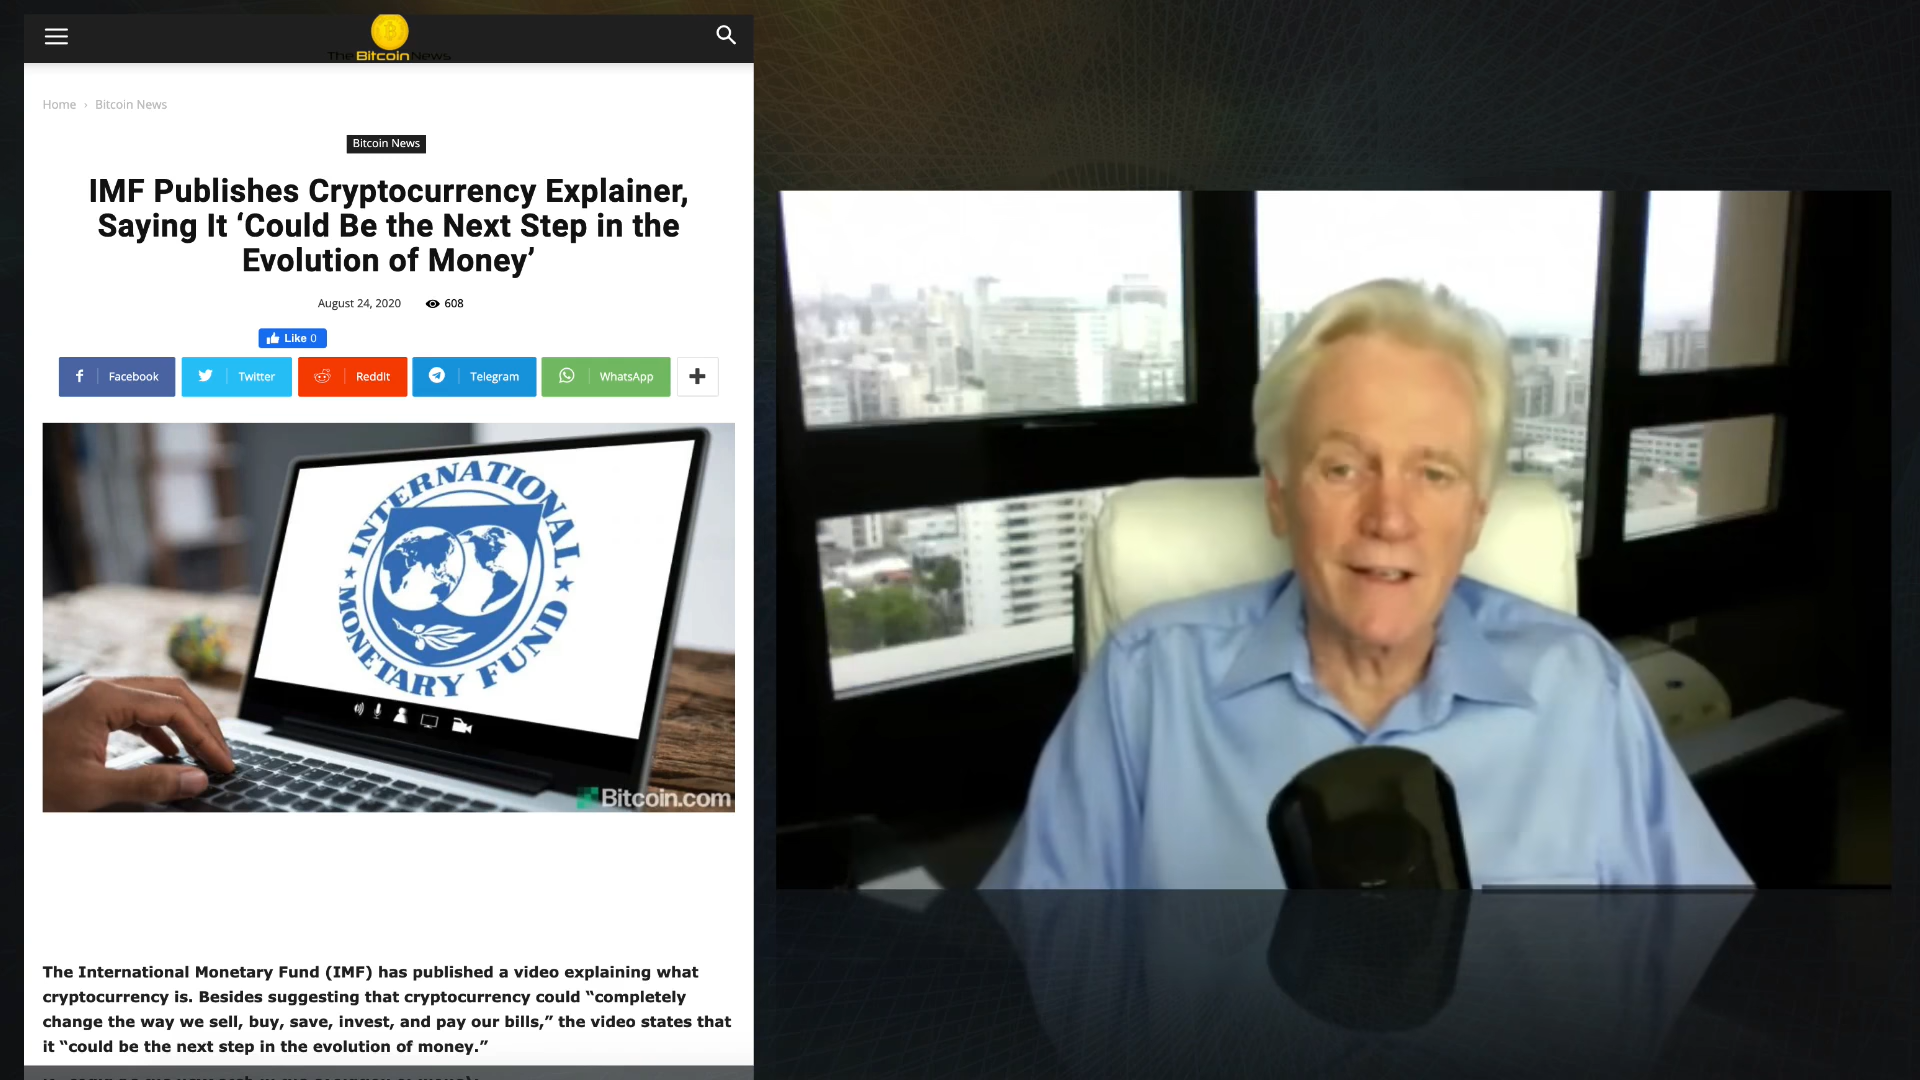 The Bitcoin News
Home › Bitcoin News
Bitcoin News
IMF Publishes Cryptocurrency Explainer,
Saying It ‘Could Be the Next Step in the
Evolution of Money’
August 24, 2020 608
Like 0
Facebook Twitter Reddit Telegram WhatsApp
INTERNATIONAL
MONETARY FUND
Bitcoin.com
The International Monetary Fund (IMF) has published a video explaining what
cryptocurrency is. Besides suggesting that cryptocurrency could “completely
change the way we sell, buy, save, invest, and pay our bills,” the video states that
it “could be the next step in the evolution of money.”